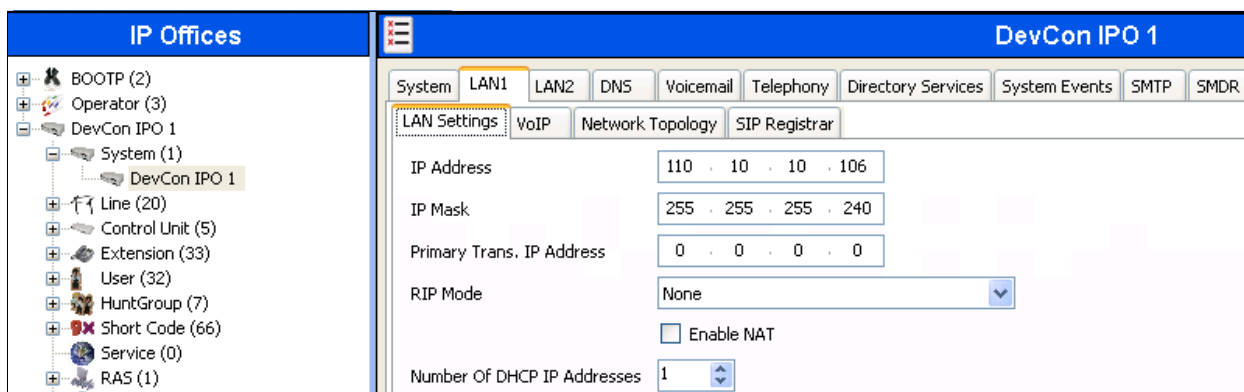 IP Offices
BOOTP (2)
Operator (3)
DevCon IPO 1
System (1)
DevCon IPO 1
Line (20)
Control Unit (5)
Extension (33)
User (32)
HuntGroup (7)
Short Code (66)
Service (0)
RAS (1)
DevCon IPO 1
System LAN1 LAN2 DNS Voicemail Telephony Directory Services System Events SMTP SMDR
LAN Settings VoIP Network Topology SIP Registrar
IP Address 110 . 10 . 10 . 106
IP Mask 255 . 255 . 255 . 240
Primary Trans. IP Address 0 . 0 . 0 . 0
RIP Mode None
Enable NAT
Number Of DHCP IP Addresses 1